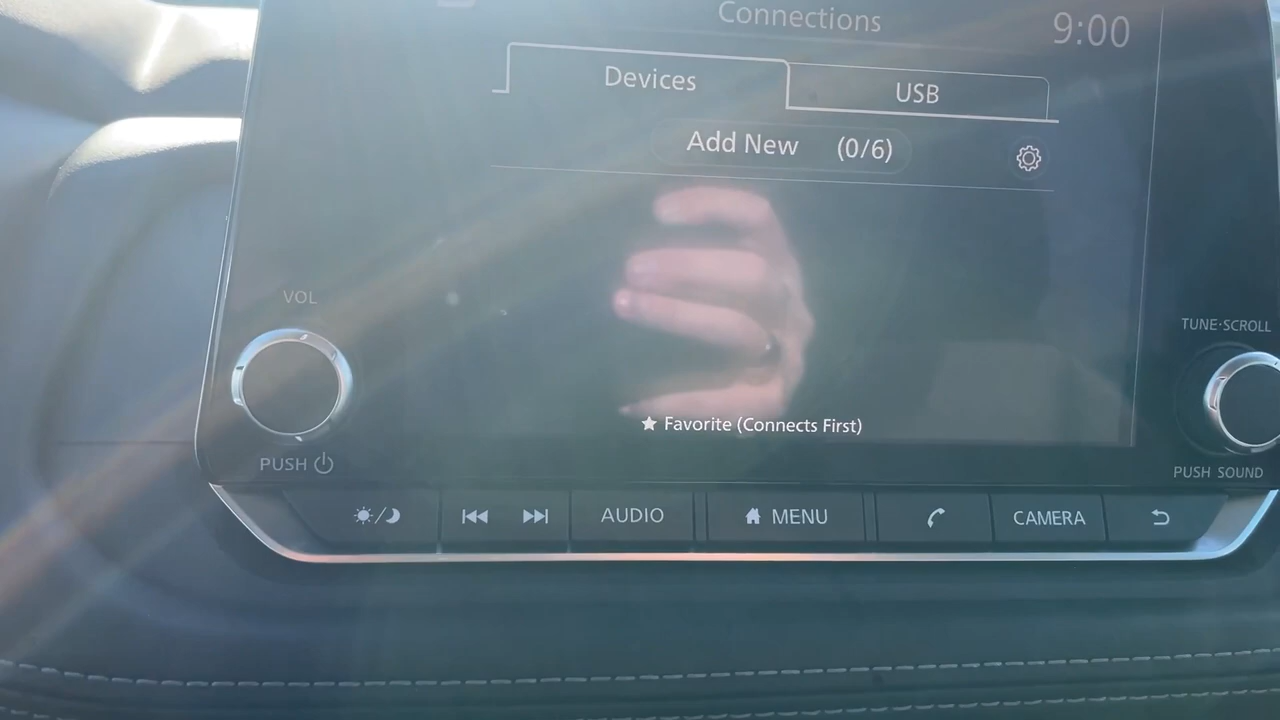 Connections
9:00
Devices
USB
Add New (0/6)
VOL
TUNE·SCROLL
★ Favorite (Connects First)
PUSH
PUSH SOUND
AUDIO
MENU
CAMERA